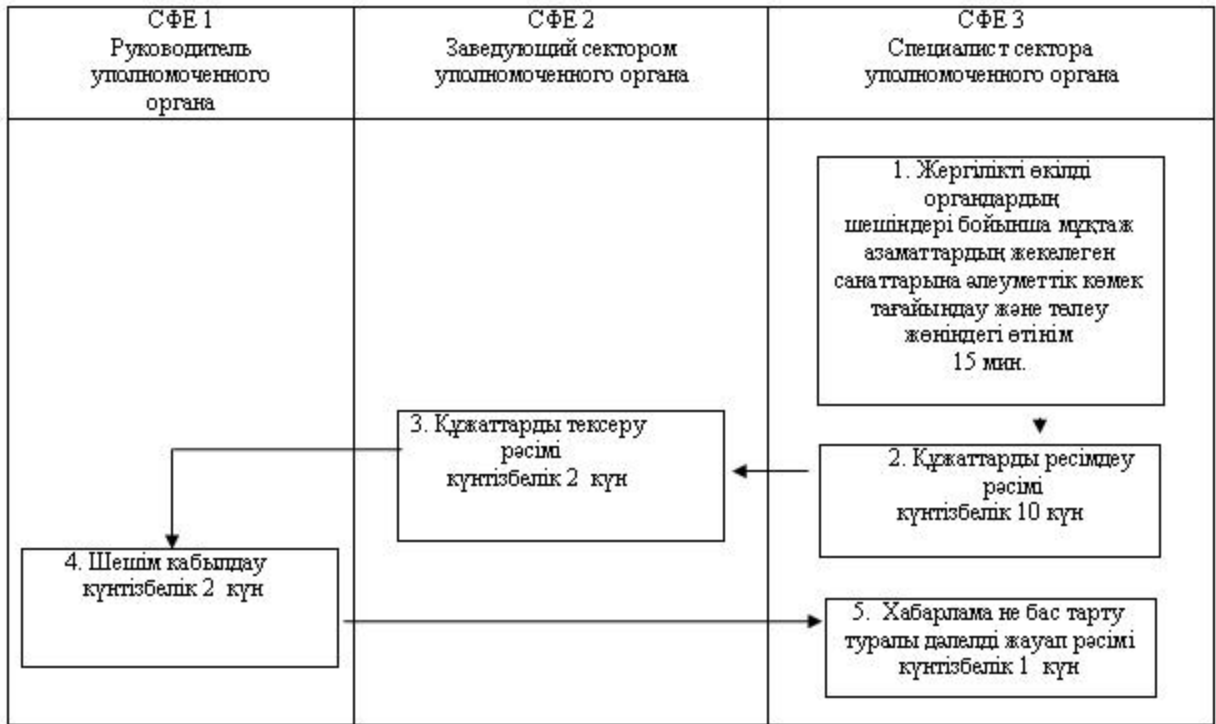 СФЕ 1
Руководитель
уполномоченного
органа
СФЕ 2
Заведующий сектором
уполномоченного органа
СФЕ 3
Специалист сектора
уполномоченного органа
1. Жергілікті өкілді
органдардың
шешіндері бойынша мұқтаж
азаматтардың жекелеген
санаттарына әлеуметтік көмек
тағайындау және төлеу
жөніндегі өтінім
15 мин.
2. Құжаттарды ресімдеу
рәсімі
күнтізбелік 10 күн
3. Құжаттарды тексеру
рәсімі
күнтізбелік 2 күн
4. Шешім кабылдау
күнтізбелік 2 күн
5. Хабарлама не бас тарту
туралы дәлелді жауап рәсімі
күнтізбелік 1 күн